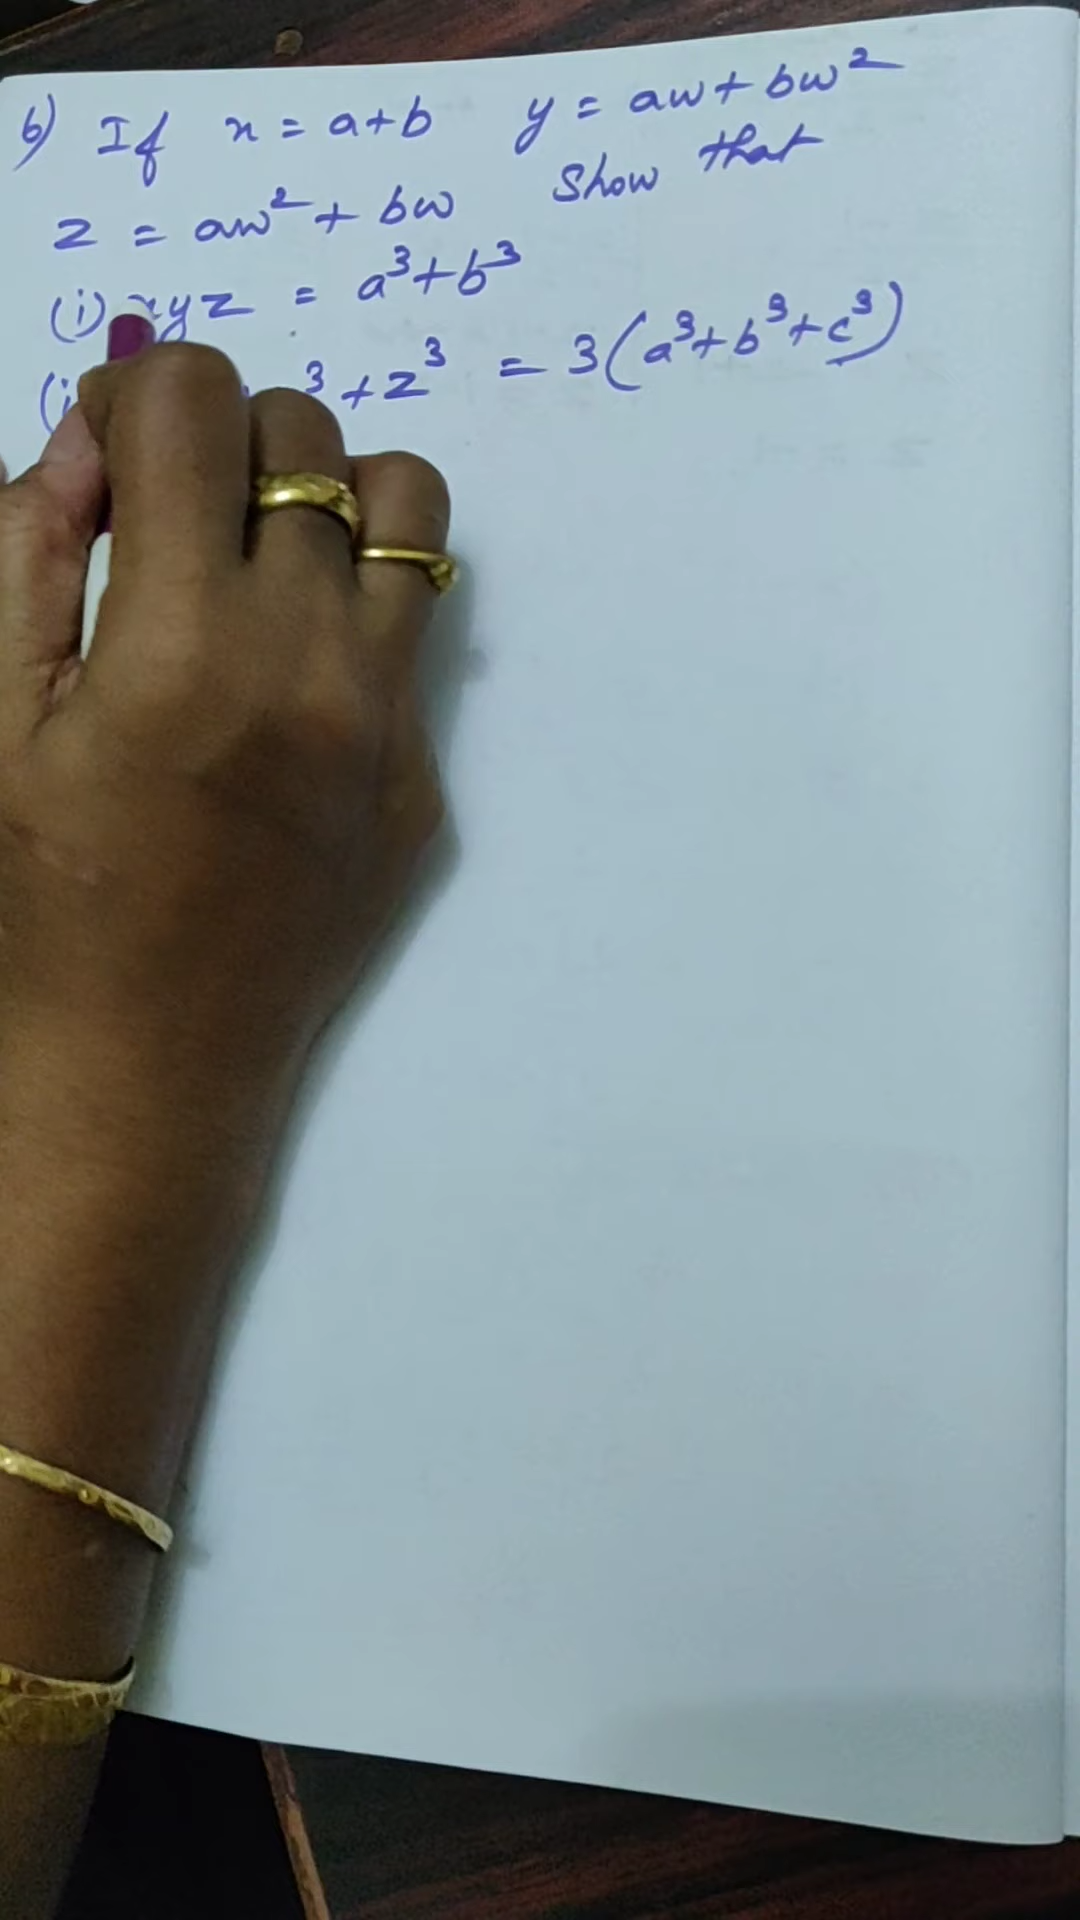 6) If x = a+b y = aw + bw²
z = aw² + bw Show that
(i) xyz = a³+b³
(i ³ + z³ = 3(a³+b³+c³)